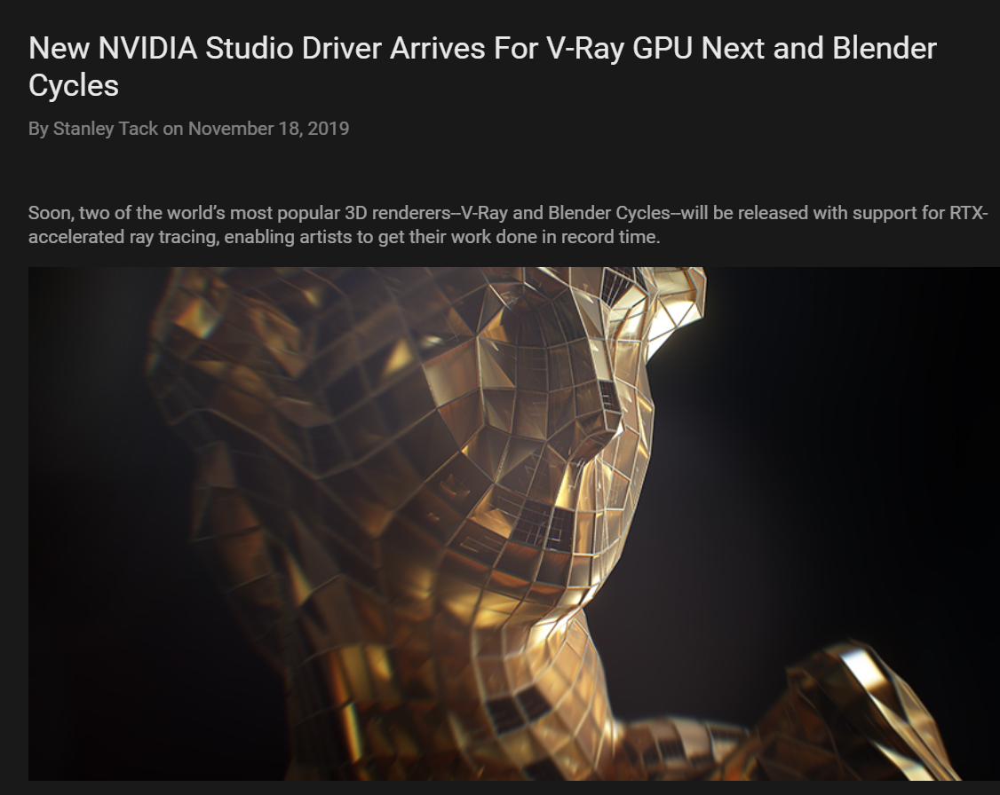 New NVIDIA Studio Driver Arrives For V-Ray GPU Next and Blender
Cycles
By Stanley Tack on November 18, 2019
Soon, two of the world’s most popular 3D renderers--V-Ray and Blender Cycles--will be released with support for RTX-
accelerated ray tracing, enabling artists to get their work done in record time.